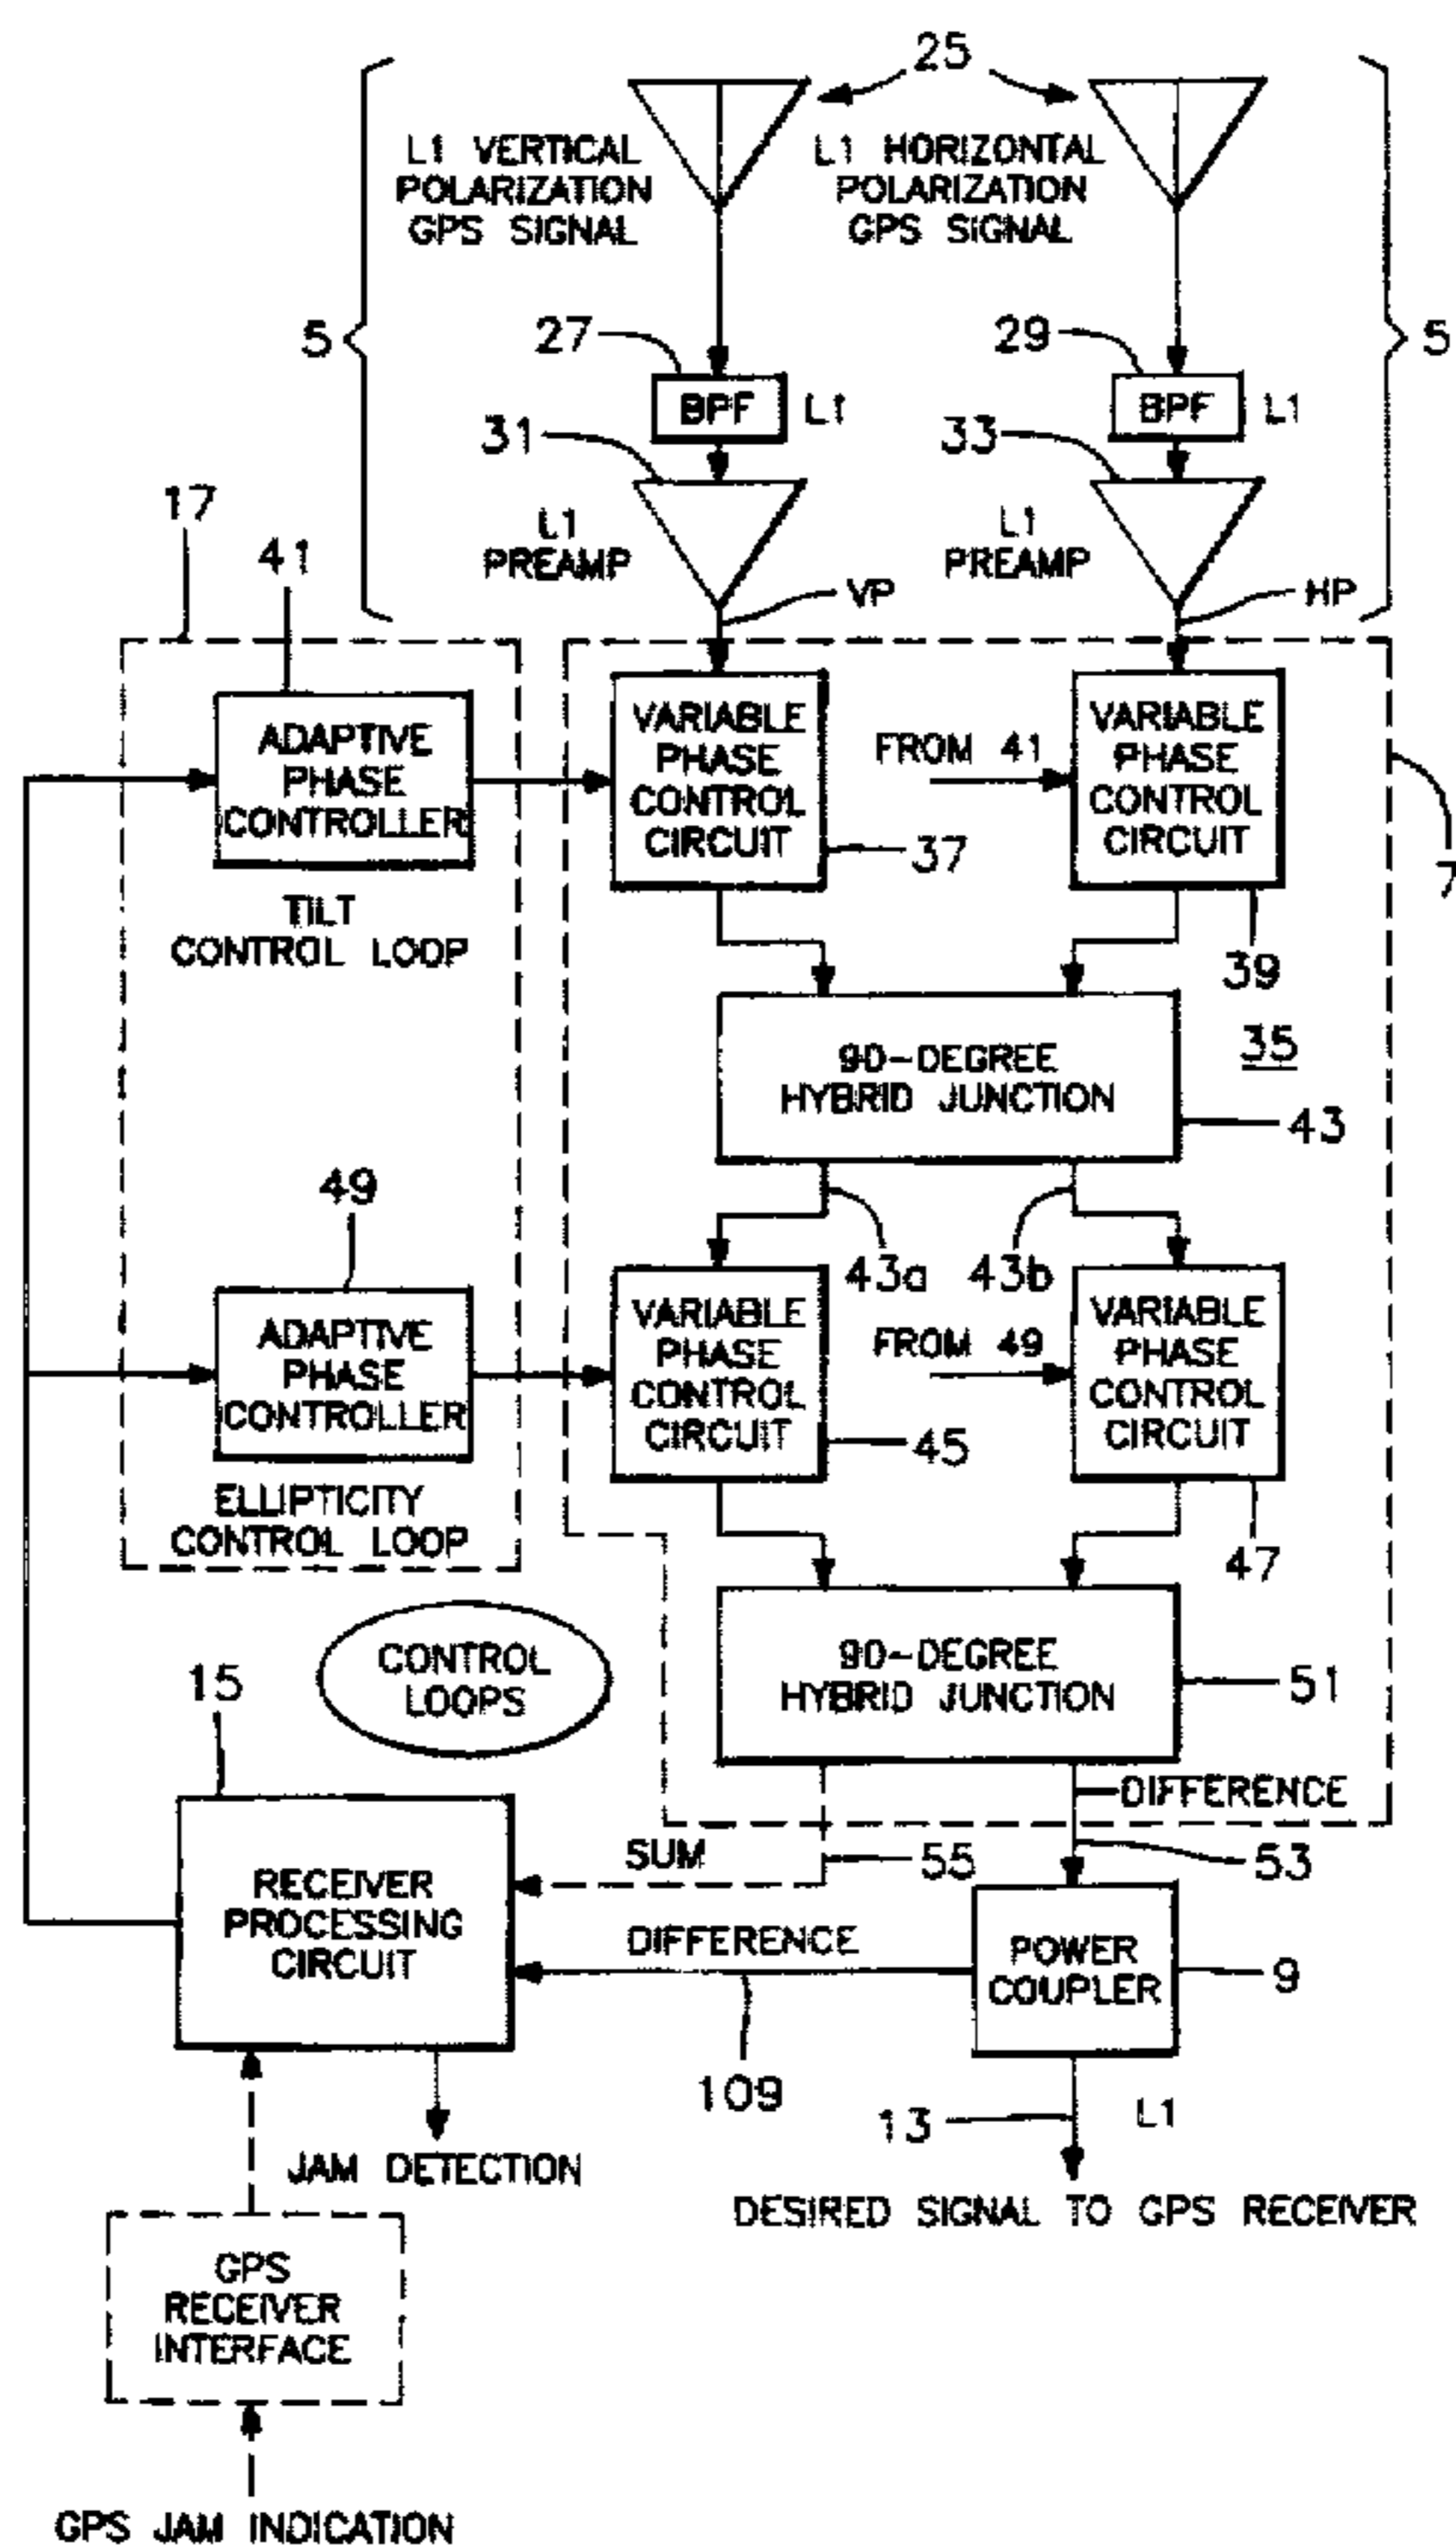 25
L1 VERTICAL
POLARIZATION
GPS SIGNAL
L1 HORIZONTAL
POLARIZATION
GPS SIGNAL
5
5
27
BPF
L1
29
BPF
L1
31
L1
PREAMP
33
L1
PREAMP
VP
HP
17
41
ADAPTIVE
PHASE
CONTROLLER
TILT
CONTROL LOOP
VARIABLE
PHASE
CONTROL
CIRCUIT
37
FROM 41
VARIABLE
PHASE
CONTROL
CIRCUIT
39
7
90-DEGREE
HYBRID JUNCTION
35
43
43a
43b
49
ADAPTIVE
PHASE
CONTROLLER
ELLIPTICITY
CONTROL LOOP
VARIABLE
PHASE
CONTROL
CIRCUIT
45
FROM 49
VARIABLE
PHASE
CONTROL
CIRCUIT
47
CONTROL
LOOPS
90-DEGREE
HYBRID JUNCTION
51
DIFFERENCE
15
RECEIVER
PROCESSING
CIRCUIT
SUM
55
53
DIFFERENCE
109
POWER
COUPLER
9
13
L1
JAM DETECTION
DESIRED SIGNAL TO GPS RECEIVER
GPS
RECEIVER
INTERFACE
GPS JAM INDICATION